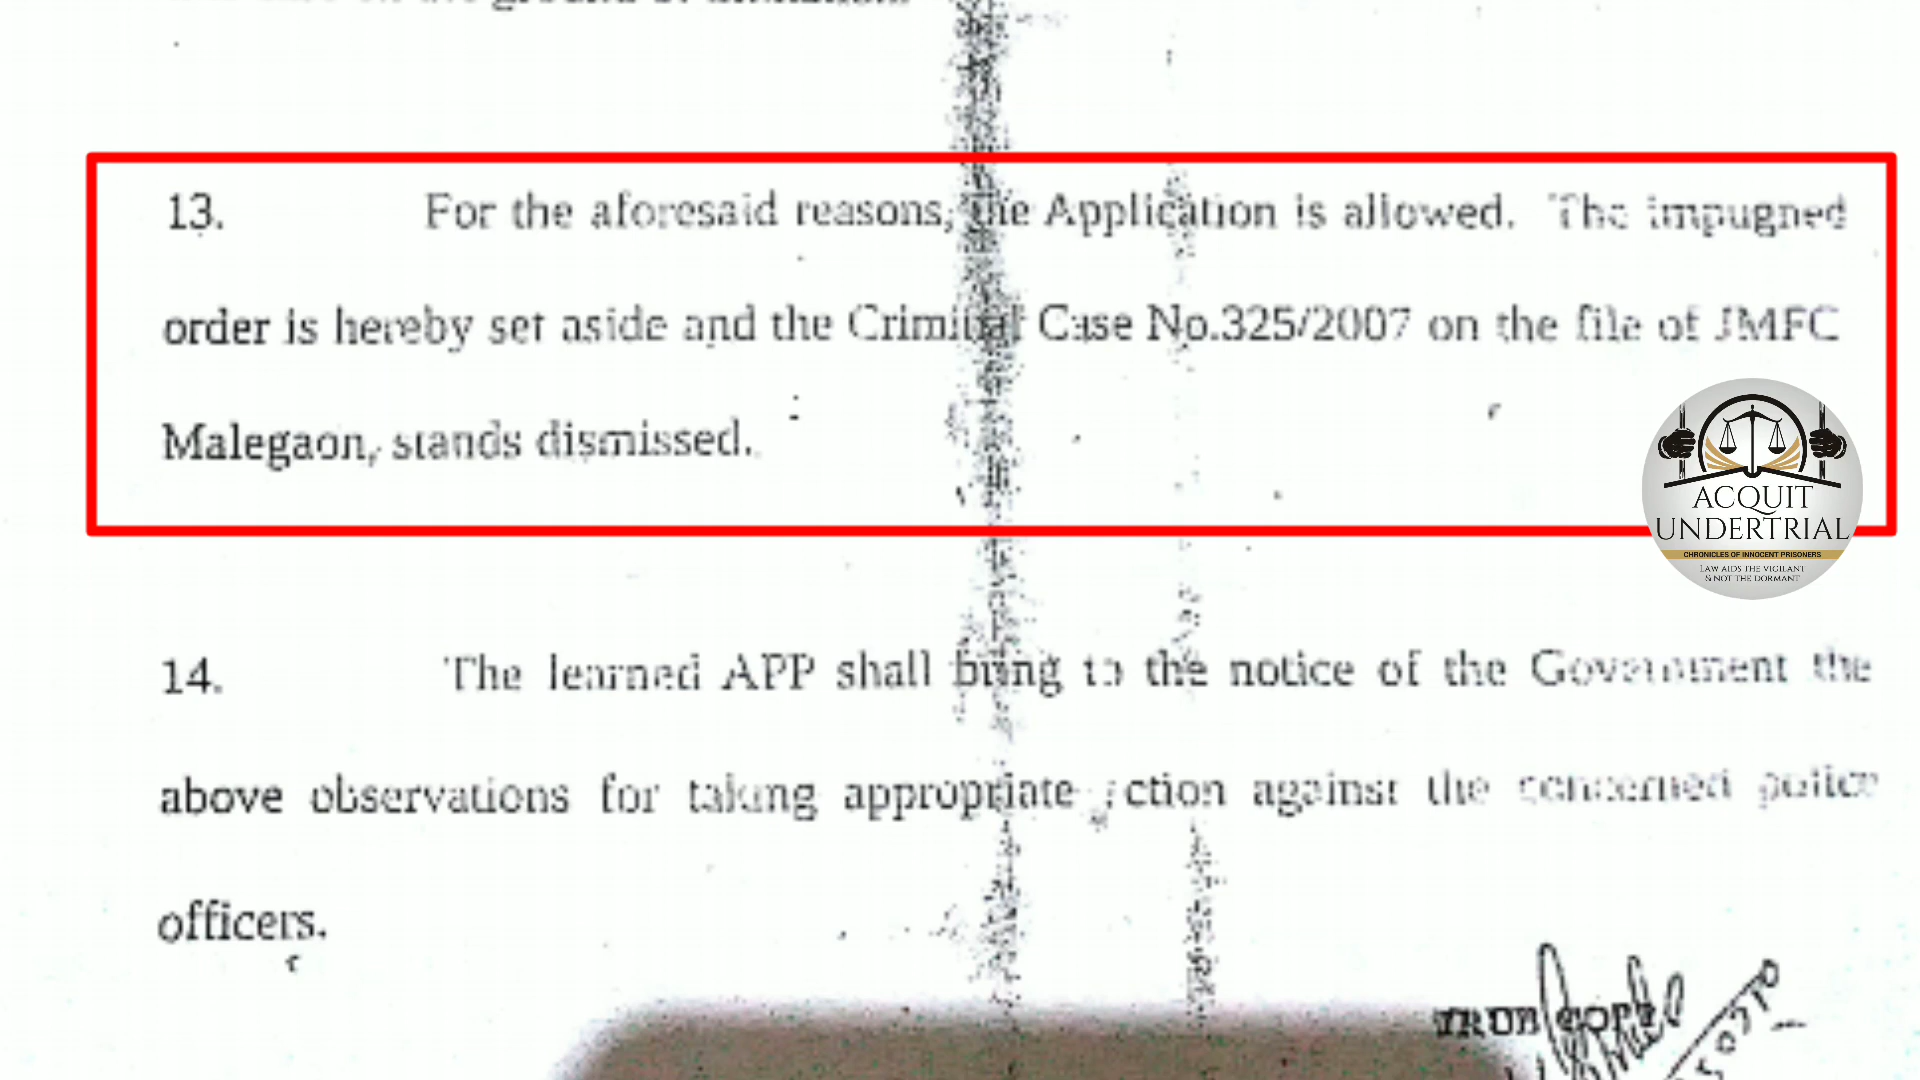 ground of limitation.
13. For the aforesaid reasons, the Application is allowed. The impugned
order is hereby set aside and the Criminal Case No.325/2007 on the file of JMFC
Malegaon, stands dismissed.
ACQUIT
UNDERTRIAL
CHRONICLES OF INNOCENT PRISONERS
LAW AIDS THE VIGILANT
& NOT THE DORMANT
14. The learned APP shall bring to the notice of the Government the
above observations for taking appropriate action against the concerned police
officers.
TRUE COPY